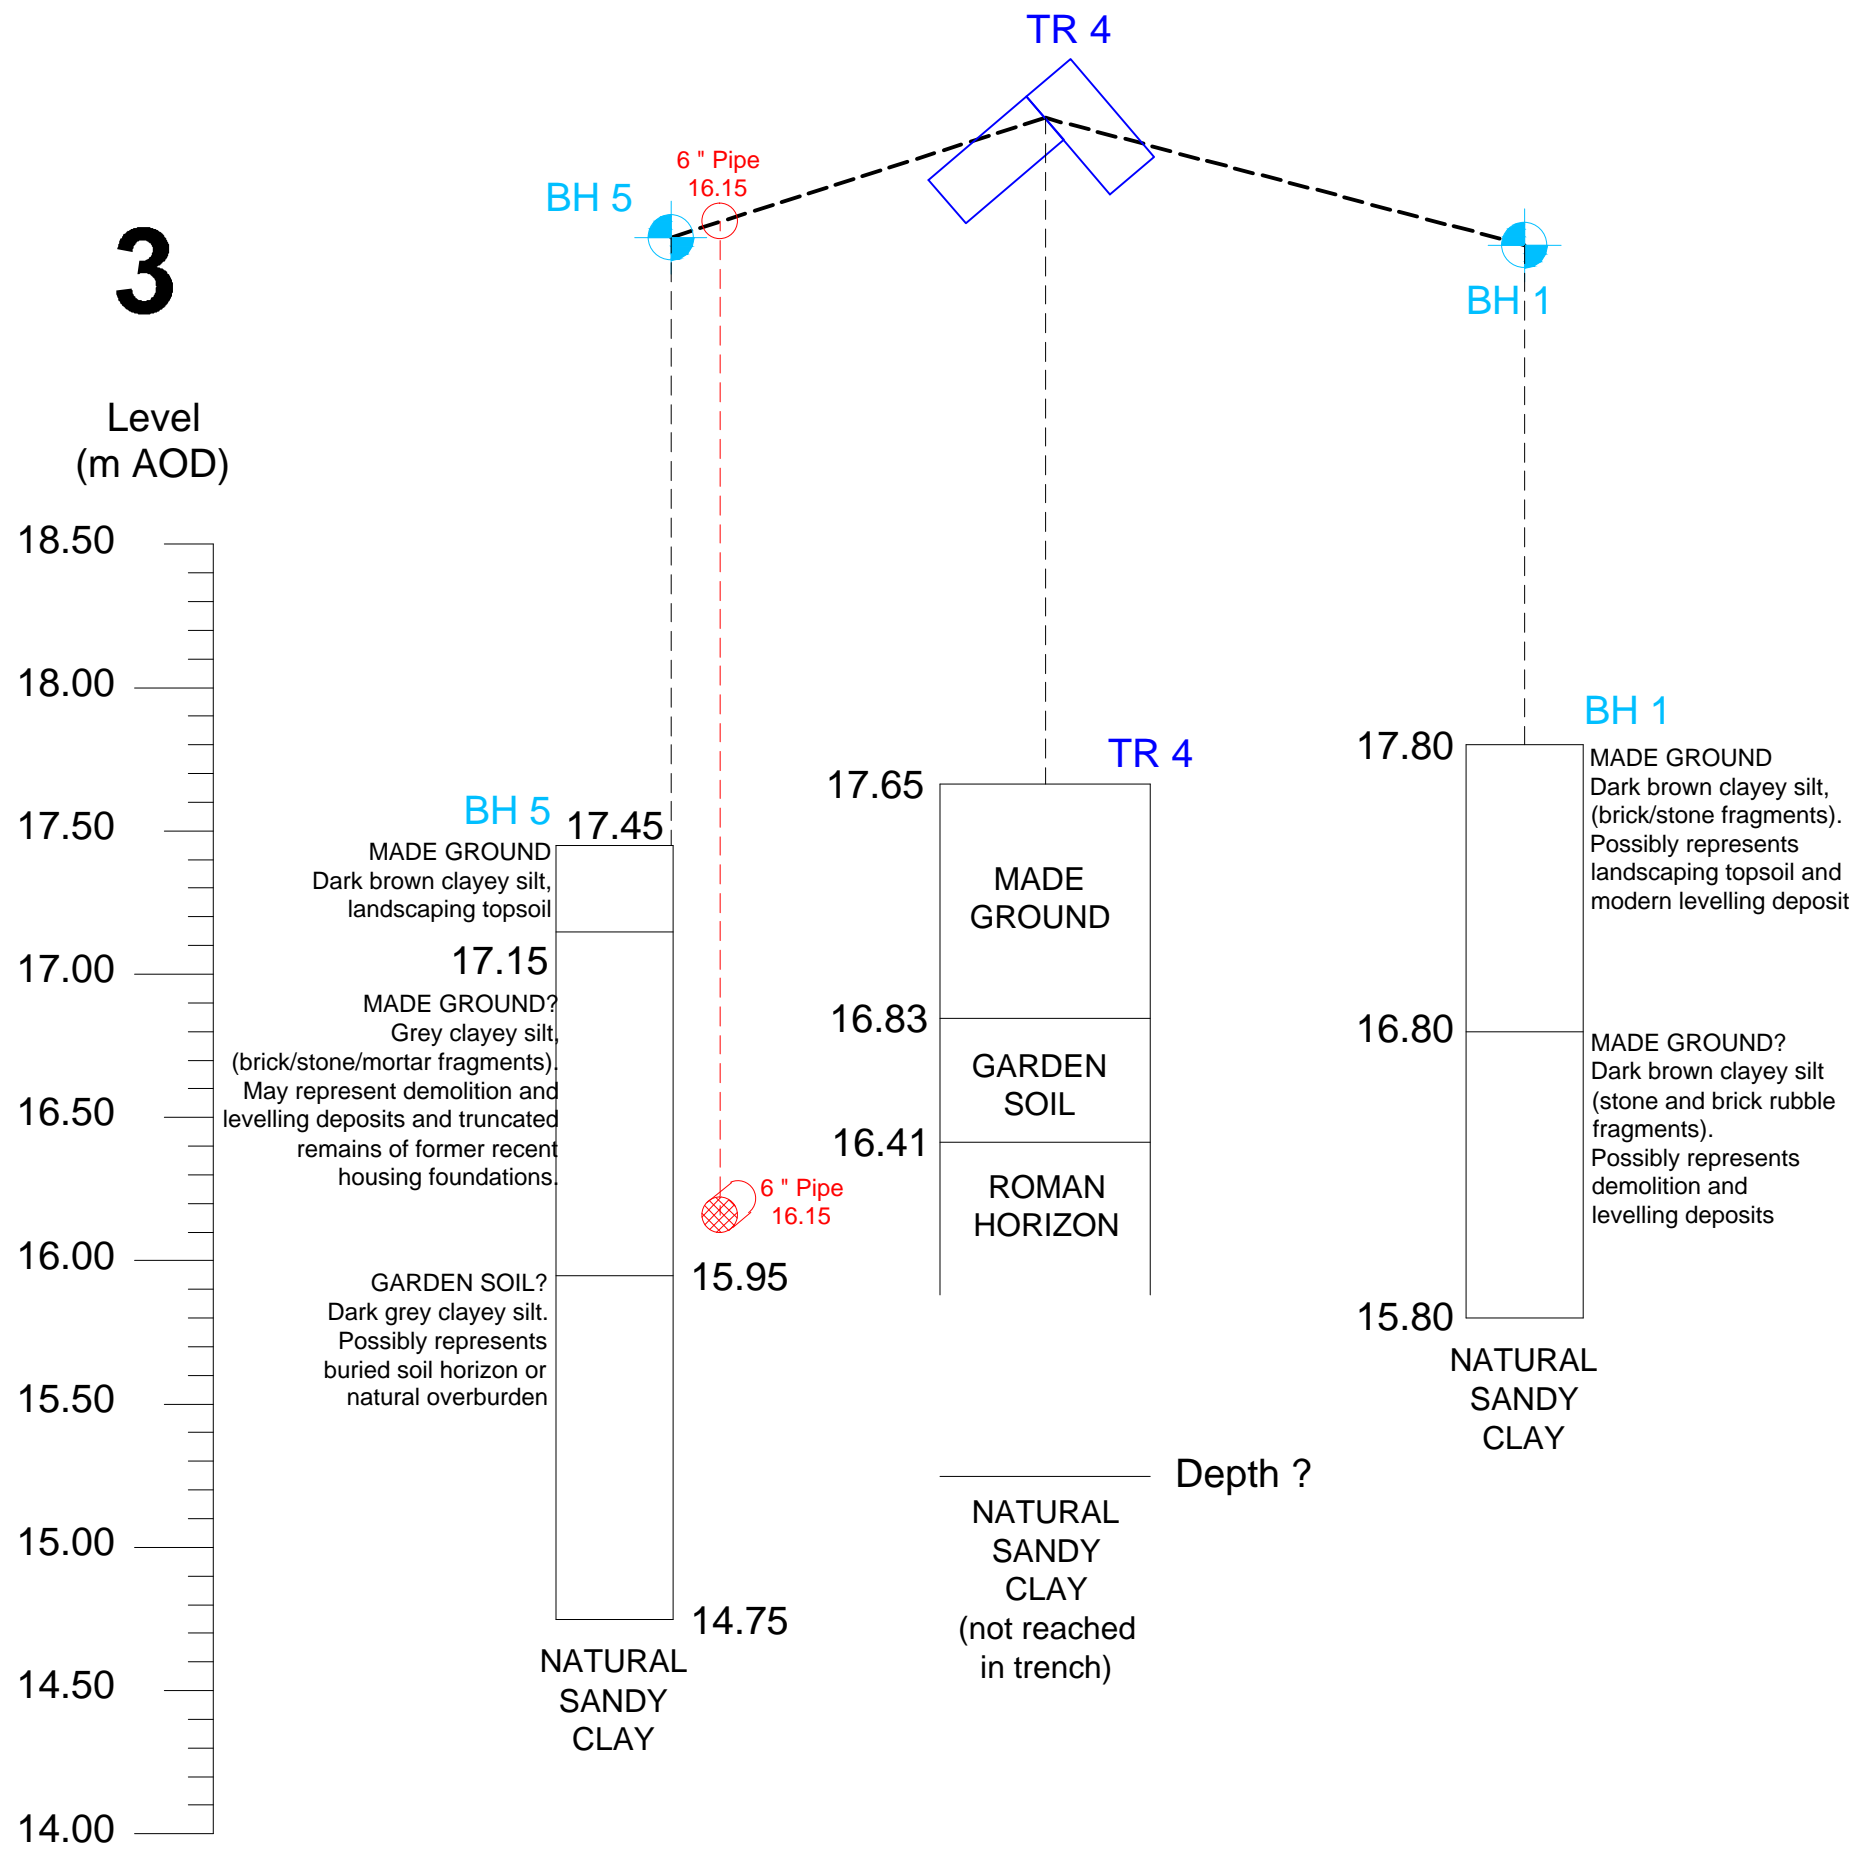 TR 4
6 " Pipe
16.15
BH 5
BH 1
3
Level
(m AOD)
18.50
18.00
17.50
17.00
16.50
16.00
15.50
15.00
14.50
14.00
BH 5
17.45
MADE GROUND
Dark brown clayey silt,
landscaping topsoil
17.15
MADE GROUND?
Grey clayey silt,
(brick/stone/mortar fragments).
May represent demolition and
levelling deposits and truncated
remains of former recent
housing foundations.
6 " Pipe
16.15
15.95
GARDEN SOIL?
Dark grey clayey silt.
Possibly represents
buried soil horizon or
natural overburden
14.75
NATURAL
SANDY
CLAY
TR 4
17.65
MADE
GROUND
16.83
GARDEN
SOIL
16.41
ROMAN
HORIZON
Depth ?
NATURAL
SANDY
CLAY
(not reached
in trench)
BH 1
17.80
MADE GROUND
Dark brown clayey silt,
(brick/stone fragments).
Possibly represents
landscaping topsoil and
modern levelling deposit
16.80
MADE GROUND?
Dark brown clayey silt
(stone and brick rubble
fragments).
Possibly represents
demolition and
levelling deposits
15.80
NATURAL
SANDY
CLAY